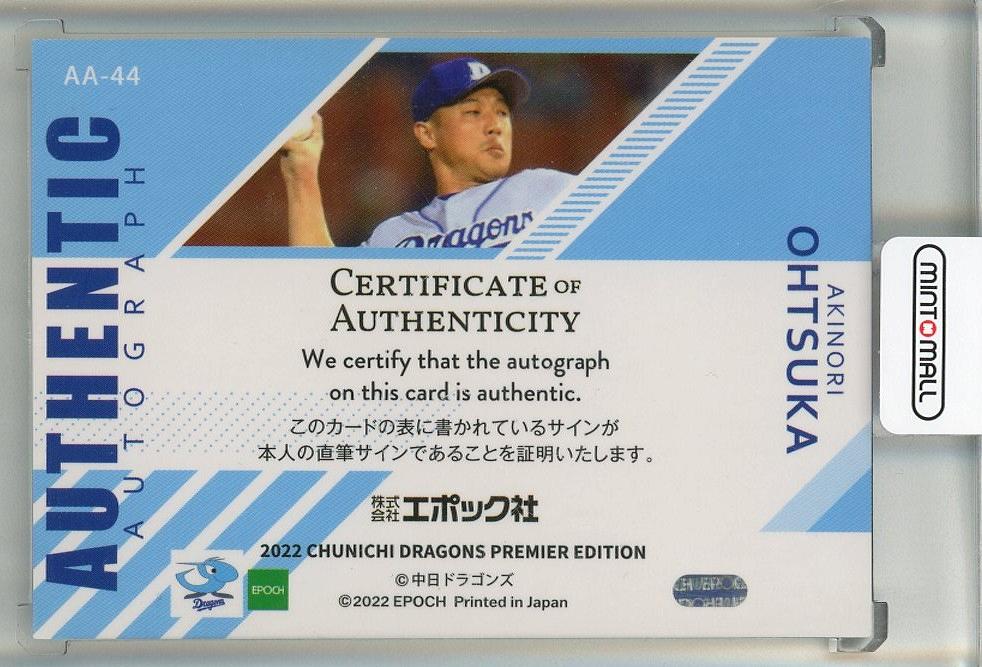 AA-44
AUTHENTIC
AUTOGRAPH
D
Dragons
AKINORI
OHTSUKA
CERTIFICATE OF
AUTHENTICITY
We certify that the autograph
on this card is authentic.
このカードの表に書かれているサインが
本人の直筆サインであることを証明いたします。
株式会社エポック社
2022 CHUNICHI DRAGONS PREMIER EDITION
©中日ドラゴンズ
©2022 EPOCH Printed in Japan
Dragons
EPOCH
MINT MALL